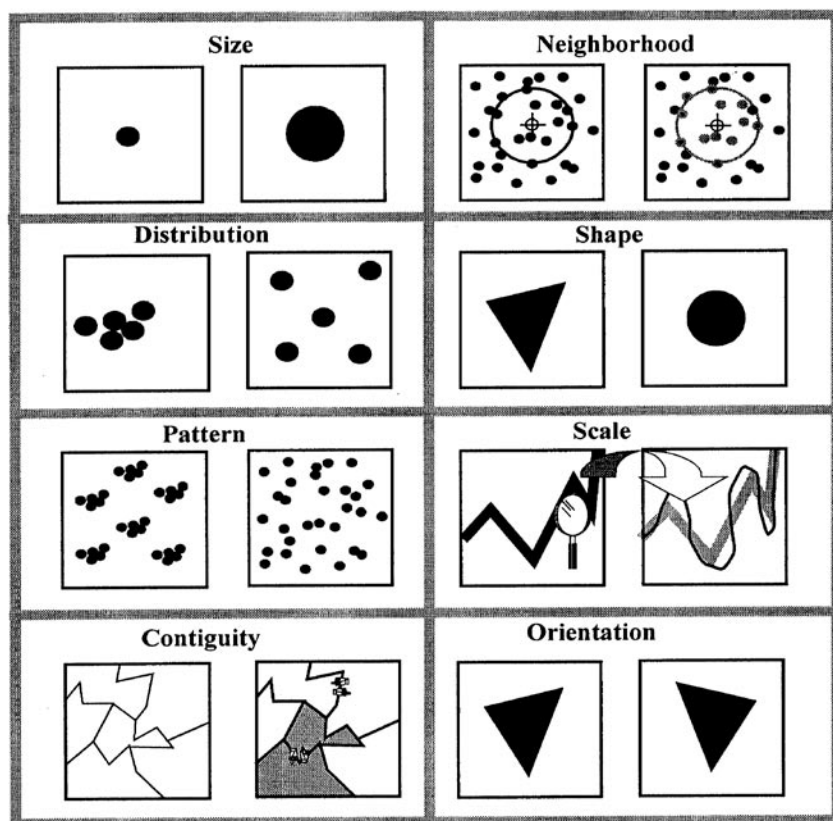 Size
Neighborhood
Distribution
Shape
Pattern
Scale
Contiguity
Orientation